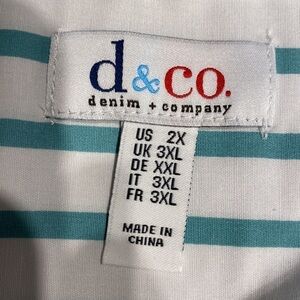 d&co.
denim + company
US 2X
UK 3XL
DE XXL
IT 3XL
FR 3XL
MADE IN
CHINA